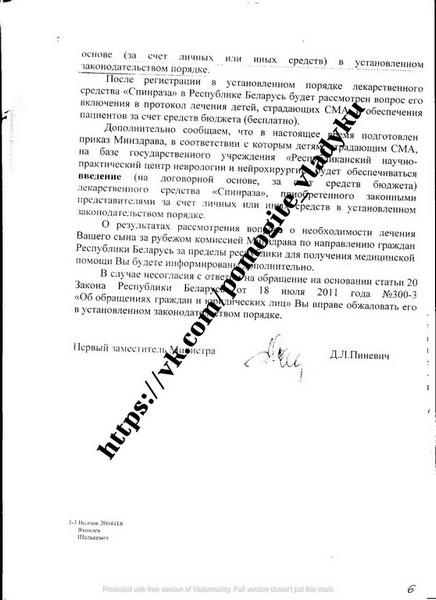 основе (за счет личных или иных средств) в установленном
законодательством порядке.
После регистрации в установленном порядке лекарственного
средства «Спинраза» в Республике Беларусь будет рассмотрен вопрос его
включения в протокол лечения детей, страдающих СМА, и обеспечения
пациентов за счет средств бюджета (бесплатно).
Дополнительно сообщаем, что в настоящее время подготовлен
приказ Минздрава, в соответствии с которым детям, страдающим СМА,
на базе государственного учреждения «Республиканский научно-
практический центр неврологии и нейрохирургии» будет обеспечиваться
введение (на договорной основе, за счет средств бюджета)
лекарственного средства «Спинраза», приобретенного законными
представителями за счет личных или иных средств в установленном
законодательством порядке.
О результатах рассмотрения вопроса о необходимости лечения
Вашего сына за рубежом комиссией Минздрава по направлению граждан
Республики Беларусь за пределы республики для получения медицинской
помощи Вы будете информированы дополнительно.
В случае несогласия с ответом на обращение на основании статьи 20
Закона Республики Беларусь от 18 июля 2011 года №300-З
«Об обращениях граждан и юридических лиц» Вы вправе обжаловать его
в установленном законодательством порядке.
Первый заместитель Министра Д.Л.Пиневич
https://vk.com/pomogite_vladyku
3-3 Волчок 2004418
Яковлев
Шалькевич
6
Protected with free version of Watermarkly. Full version doesn't put this mark.